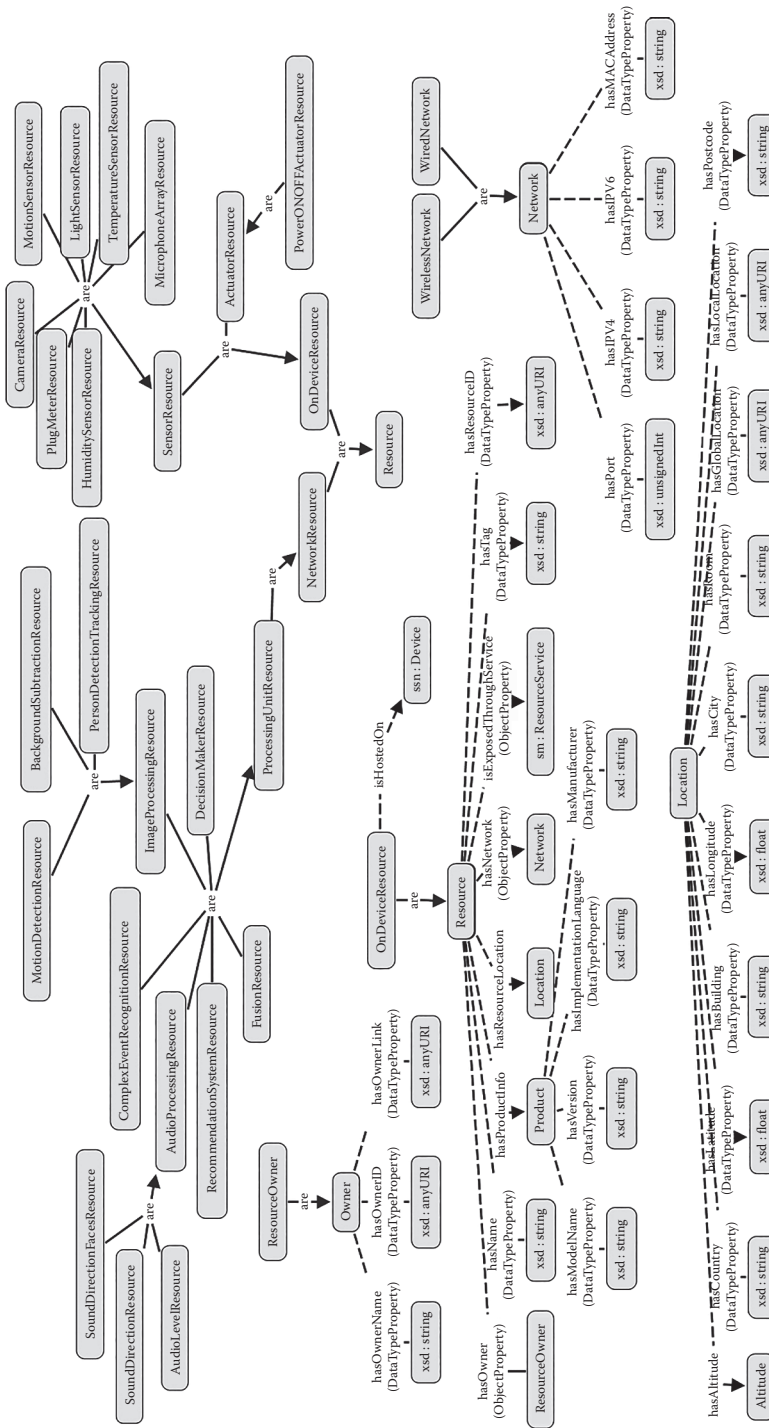 SoundDirectionFacesResource
SoundDirectionResource
AudioLevelResource
are
AudioProcessingResource
ComplexEventRecognitionResource
RecommendationSystemResource
FusionResource
are
MotionDetectionResource
BackgroundSubtractionResource
PersonDetectionTrackingResource
are
ImageProcessingResource
DecisionMakerResource
ProcessingUnitResource
are
NetworkResource
CameraResource
PlugMeterResource
HumiditySensorResource
MotionSensorResource
LightSensorResource
TemperatureSensorResource
MicrophoneArrayResource
are
SensorResource
are
ActuatorResource
are
PowerONOFFActuatorResource
OnDeviceResource
are
Resource
ResourceOwner
are
Owner
hasOwnerName
(DataTypeProperty)
xsd : string
hasOwnerID
(DataTypeProperty)
xsd : anyURI
hasOwnerLink
(DataTypeProperty)
xsd : anyURI
OnDeviceResource
isHostedOn
ssn : Device
are
Resource
hasOwner
(ObjectProperty)
ResourceOwner
hasName
(DataTypeProperty)
xsd : string
hasProductInfo
Product
hasResourceLocation
Location
hasNetwork
(ObjectProperty)
Network
isExposedThroughService
(ObjectProperty)
sm : ResourceService
hasTag
(DataTypeProperty)
xsd : string
hasResourceID
(DataTypeProperty)
xsd : anyURI
hasModelName
(DataTypeProperty)
xsd : string
hasVersion
(DataTypeProperty)
xsd : string
hasImplementationLanguage
(DataTypeProperty)
xsd : string
hasManufacturer
(DataTypeProperty)
xsd : string
WirelessNetwork
WiredNetwork
are
Network
hasPort
(DataTypeProperty)
xsd : unsignedInt
hasIPV4
(DataTypeProperty)
xsd : string
hasIPV6
(DataTypeProperty)
xsd : string
hasMACAddress
(DataTypeProperty)
xsd : string
Location
hasAltitude
Altitude
hasCountry
(DataTypeProperty)
xsd : string
hasLatitude
(DataTypeProperty)
xsd : float
hasBuilding
(DataTypeProperty)
xsd : string
hasLongitude
(DataTypeProperty)
xsd : float
hasCity
(DataTypeProperty)
xsd : string
hasRoom
(DataTypeProperty)
xsd : string
hasGlobalLocation
(DataTypeProperty)
xsd : anyURI
hasLocalLocation
(DataTypeProperty)
xsd : anyURI
hasPostcode
(DataTypeProperty)
xsd : string